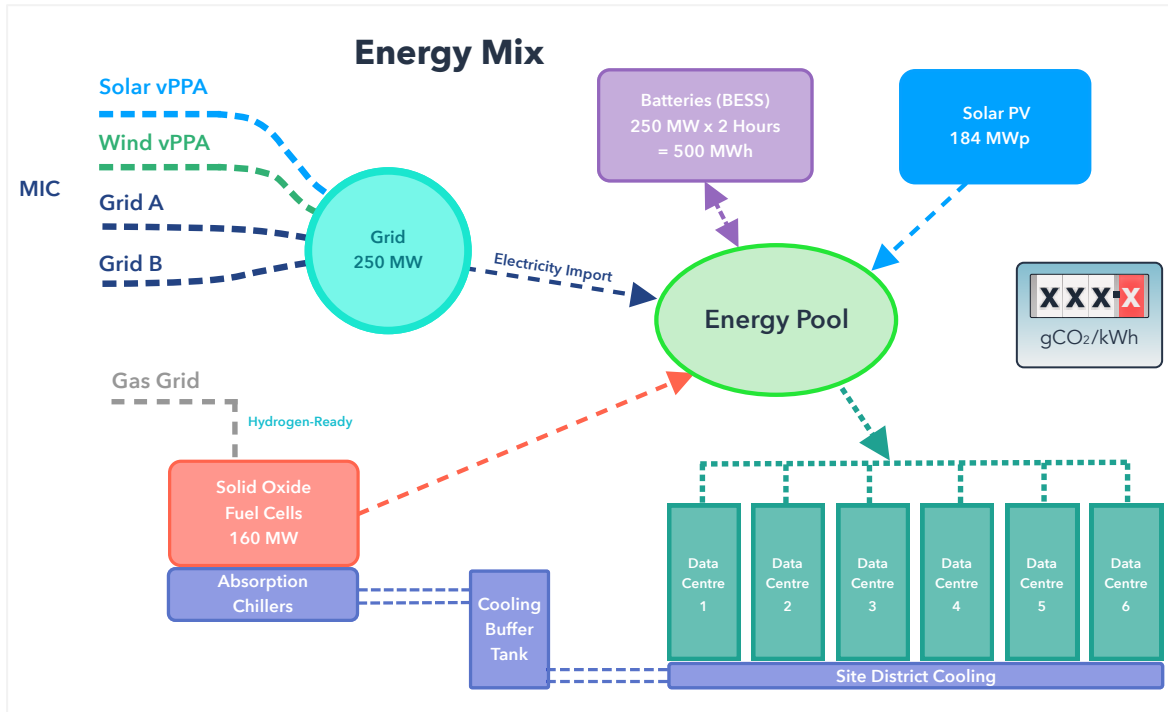 Energy Mix
Solar vPPA
Wind vPPA
MIC
Grid A
Grid B
Grid
250 MW
Electricity Import
Batteries (BESS)
250 MW x 2 Hours
= 500 MWh
Solar PV
184 MWp
Energy Pool
X X X X
gCO₂/kWh
Gas Grid
Hydrogen-Ready
Solid Oxide
Fuel Cells
160 MW
Absorption
Chillers
Cooling
Buffer
Tank
Data
Centre
1
Data
Centre
2
Data
Centre
3
Data
Centre
4
Data
Centre
5
Data
Centre
6
Site District Cooling